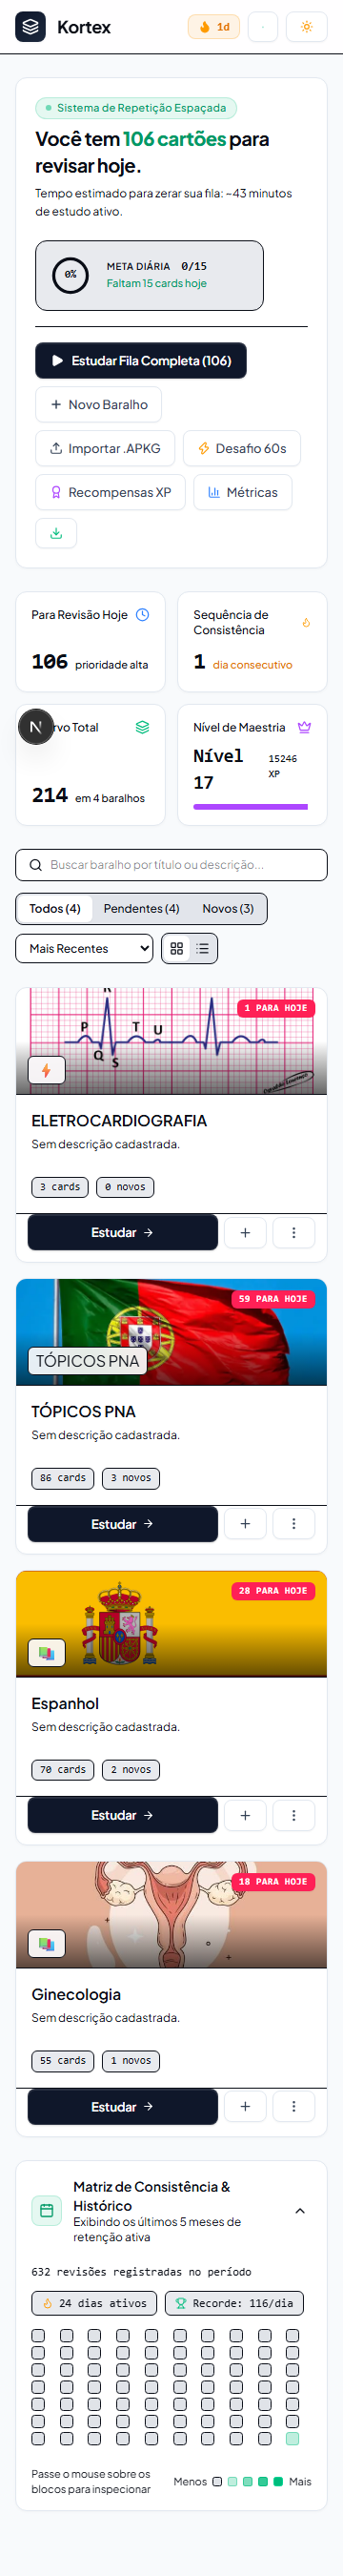 Kortex
1d
Sistema de Repetição Espaçada
Você tem 106 cartões para
revisar hoje.
Tempo estimado para zerar sua fila: ~43 minutos
de estudo ativo.
0%
META DIÁRIA 0/15
Faltam 15 cards hoje
Estudar Fila Completa (106)
Novo Baralho
Importar .APKG
Desafio 60s
Recompensas XP
Métricas
Para Revisão Hoje
106 prioridade alta
Sequência de
Consistência
1 dia consecutivo
N
rvo Total
214 em 4 baralhos
Nível de Maestria
Nível
17
15246
XP
Buscar baralho por título ou descrição...
Todos (4) Pendentes (4) Novos (3)
Mais Recentes
1 PARA HOJE
R
P T U
Q S
ELETROCARDIOGRAFIA
Sem descrição cadastrada.
3 cards 0 novos
Estudar →
59 PARA HOJE
TÓPICOS PNA
TÓPICOS PNA
Sem descrição cadastrada.
86 cards 3 novos
Estudar →
28 PARA HOJE
Espanhol
Sem descrição cadastrada.
70 cards 2 novos
Estudar →
18 PARA HOJE
Ginecologia
Sem descrição cadastrada.
55 cards 1 novos
Estudar →
Matriz de Consistência &
Histórico
Exibindo os últimos 5 meses de
retenção ativa
632 revisões registradas no período
24 dias ativos
Recorde: 116/dia
Passe o mouse sobre os
blocos para inspecionar
Menos
Mais